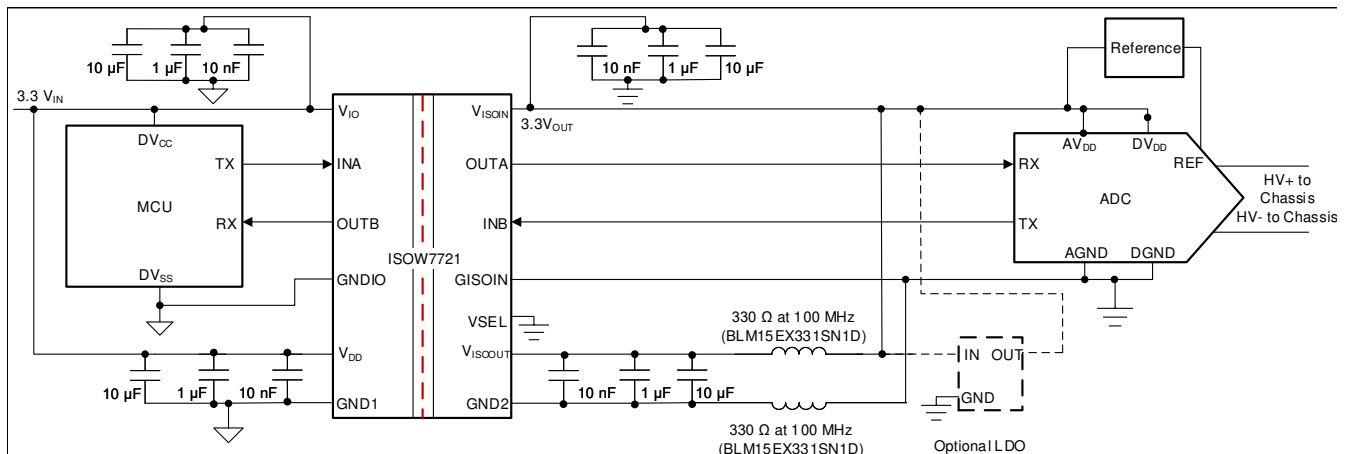 10 µF
1 µF
10 nF
10 nF
1 µF
10 µF
Reference
3.3 VIN
VIO
VISOIN
3.3VOUT
DVCC
AVDD
DVDD
TX
INA
OUTA
RX
REF
MCU
ADC
HV+ to
Chassis
HV- to Chassis
RX
OUTB
INB
TX
ISOW7721
DVSS
GNDIO
GISOIN
AGND
DGND
VSEL
330 Ω at 100 MHz
(BLM15EX331SN1D)
VDD
VISOOUT
IN
OUT
10 µF
1 µF
10 nF
10 nF
1 µF
10 µF
GND1
GND2
GND
330 Ω at 100 MHz
(BLM15EX331SN1D)
Optional LDO